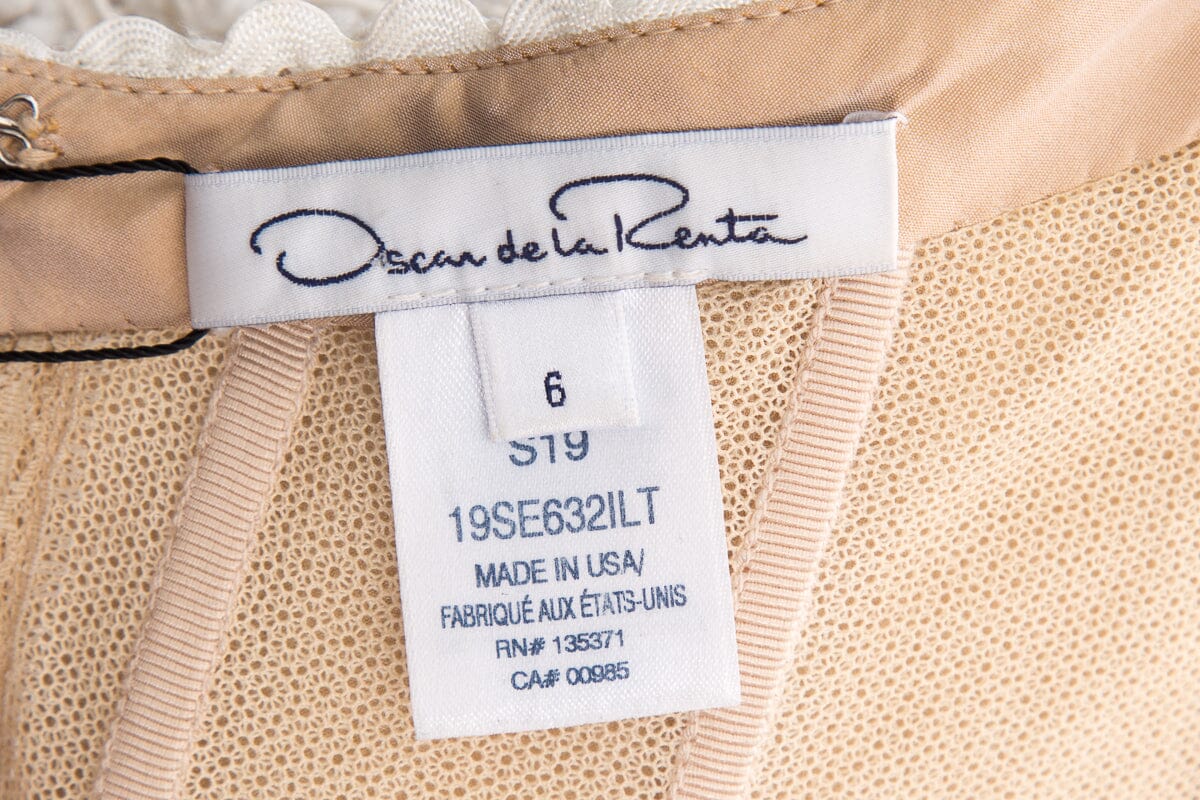 Oscar de la Renta
6
S19
19SE632ILT
MADE IN USA/
FABRIQUÉ AUX ÉTATS-UNIS
RN# 135371
CA# 00985